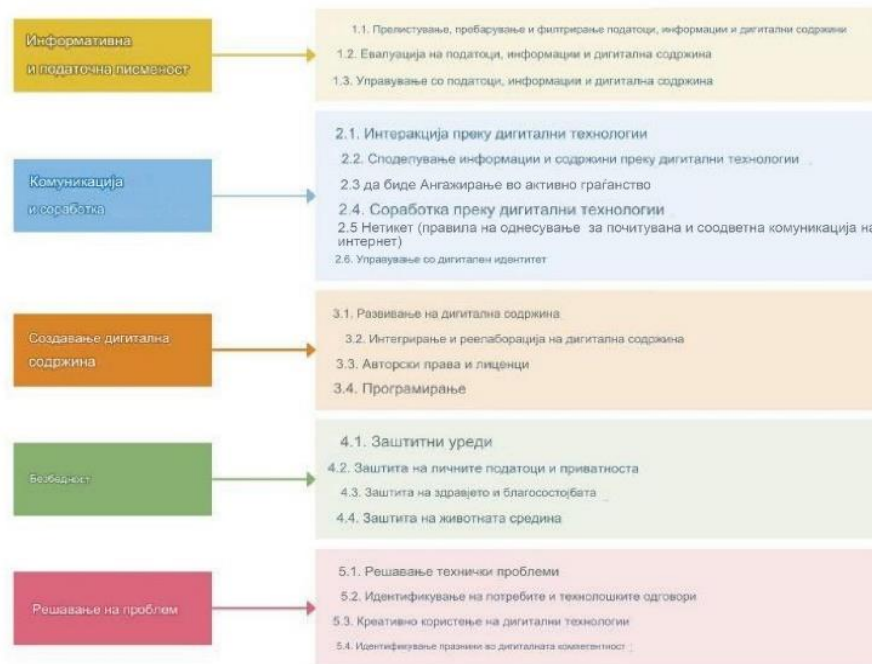 Информативна
и податочна писменост
1.1. Прелистување, пребарување и филтрирање податоци, информации и дигитални содржини
1.2. Евалуација на податоци, информации и дигитална содржина
1.3. Управување со податоци, информации и дигитална содржина
Комуникација
и соработка
2.1. Интеракција преку дигитални технологии
2.2. Споделување информации и содржини преку дигитални технологии
2.3 да биде Ангажирање во активно граѓанство
2.4. Соработка преку дигитални технологии
2.5 Нетикет (правила на однесување за почитувана и соодветна комуникација на
интернет)
2.6. Управување со дигитален идентитет
Создавање дигитална
содржина
3.1. Развивање на дигитална содржина
3.2. Интегрирање и реелаборација на дигитална содржина
3.3. Авторски права и лиценци
3.4. Програмирање
Безбедност
4.1. Заштитни уреди
4.2. Заштита на личните податоци и приватноста
4.3. Заштита на здравјето и благосостојбата
4.4. Заштита на животната средина
Решавање на проблем
5.1. Решавање технички проблеми
5.2. Идентификување на потребите и технолошките одговори
5.3. Креативно користење на дигитални технологии
5.4. Идентификување празнини во дигиталната компетентност